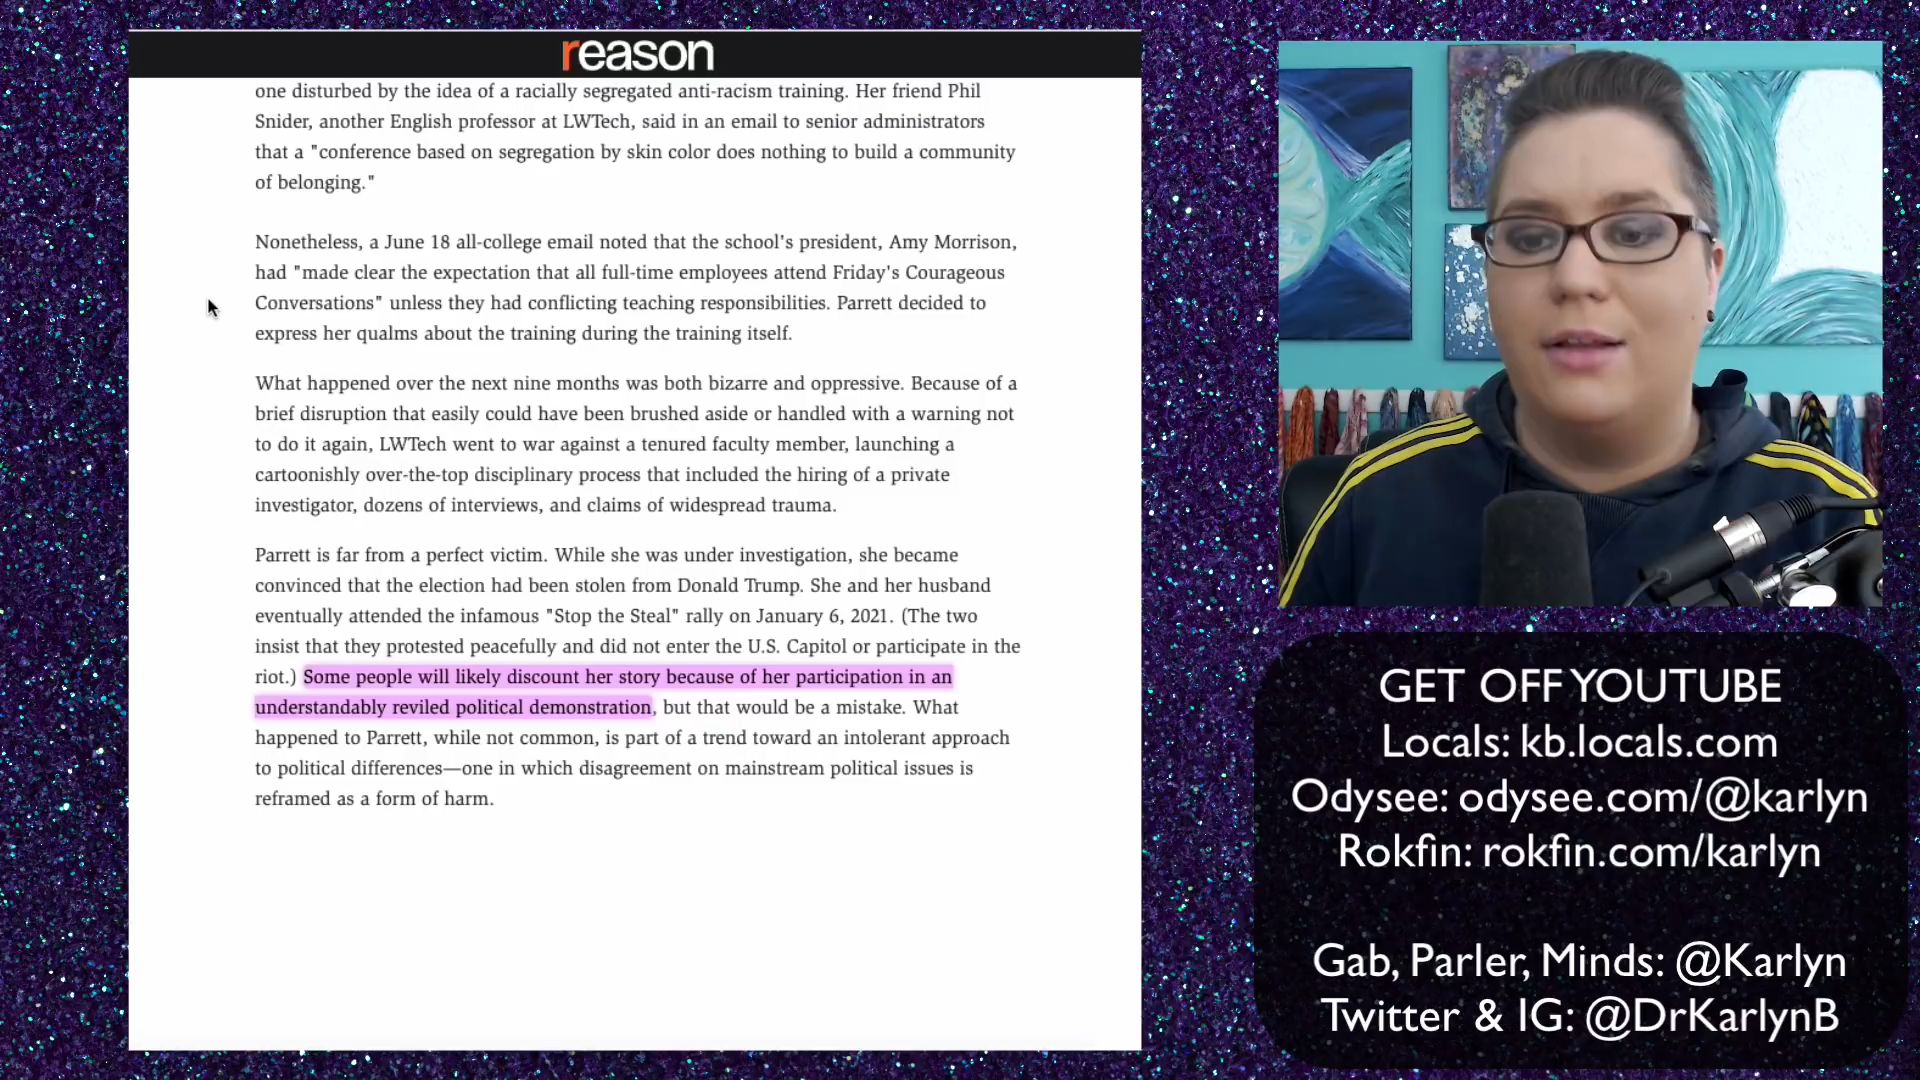 reason
one disturbed by the idea of a racially segregated anti-racism training. Her friend Phil
Snider, another English professor at LWTech, said in an email to senior administrators
that a "conference based on segregation by skin color does nothing to build a community
of belonging."
Nonetheless, a June 18 all-college email noted that the school's president, Amy Morrison,
had "made clear the expectation that all full-time employees attend Friday's Courageous
Conversations" unless they had conflicting teaching responsibilities. Parrett decided to
express her qualms about the training during the training itself.
What happened over the next nine months was both bizarre and oppressive. Because of a
brief disruption that easily could have been brushed aside or handled with a warning not
to do it again, LWTech went to war against a tenured faculty member, launching a
cartoonishly over-the-top disciplinary process that included the hiring of a private
investigator, dozens of interviews, and claims of widespread trauma.
Parrett is far from a perfect victim. While she was under investigation, she became
convinced that the election had been stolen from Donald Trump. She and her husband
eventually attended the infamous "Stop the Steal" rally on January 6, 2021. (The two
insist that they protested peacefully and did not enter the U.S. Capitol or participate in the
riot.) Some people will likely discount her story because of her participation in an
understandably reviled political demonstration, but that would be a mistake. What
happened to Parrett, while not common, is part of a trend toward an intolerant approach
to political differences—one in which disagreement on mainstream political issues is
reframed as a form of harm.
GET OFF YOUTUBE
Locals: kb.locals.com
Odysee: odysee.com/@karlyn
Rokfin: rokfin.com/karlyn
Gab, Parler, Minds: @Karlyn
Twitter & IG: @DrKarlynB